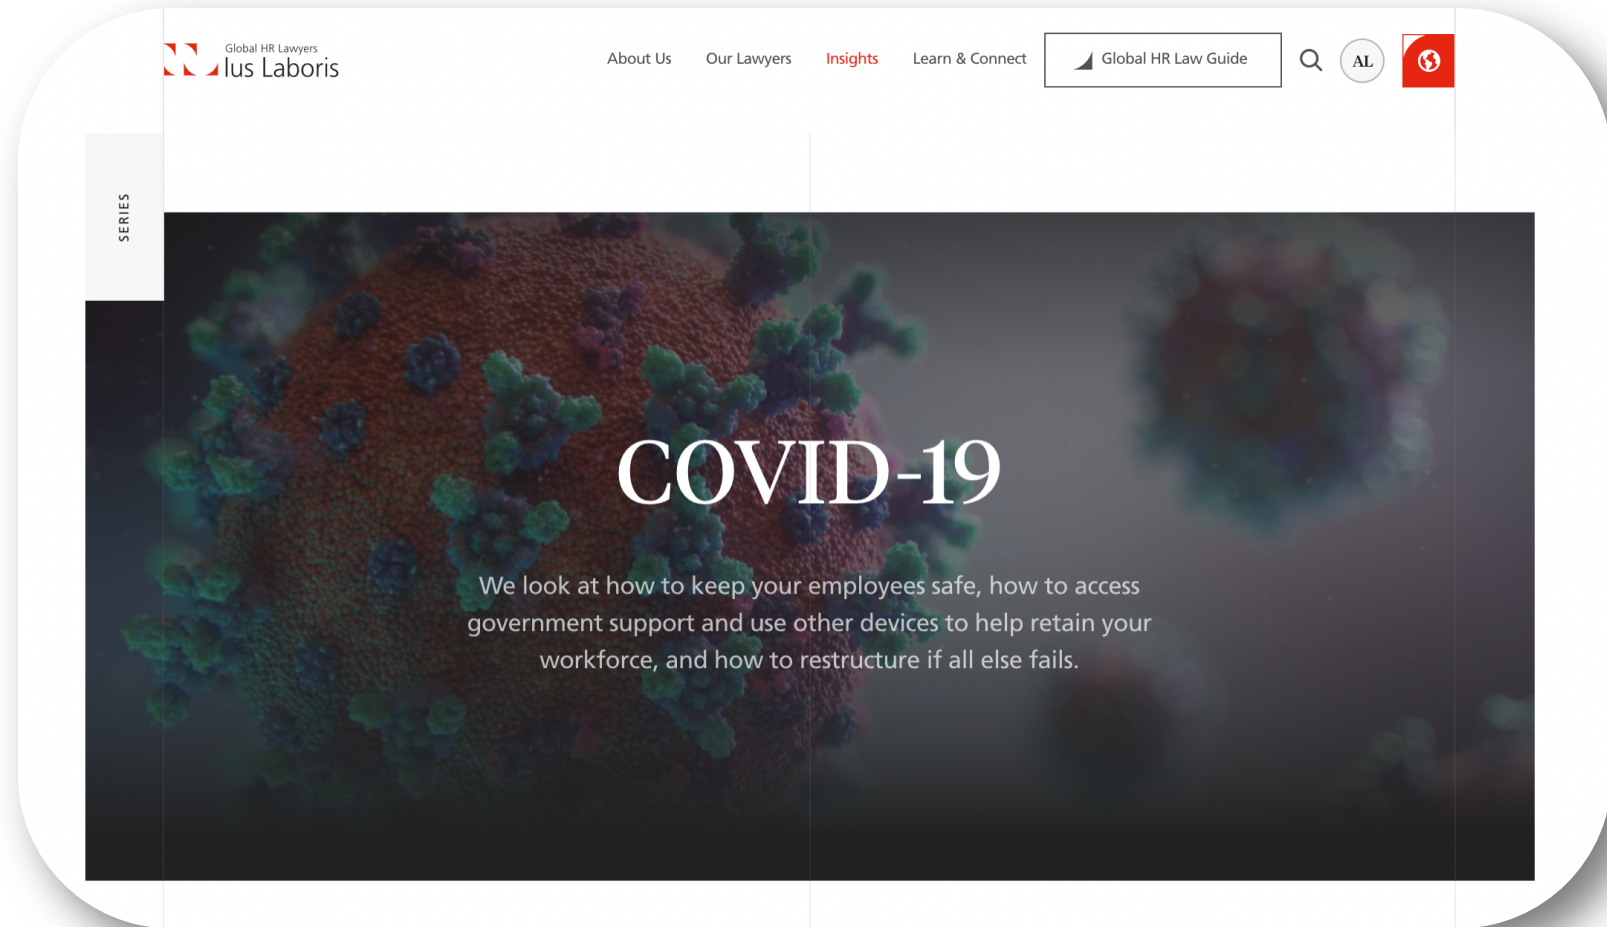 Global HR Lawyers
Ius Laboris
About Us
Our Lawyers
Insights
Learn & Connect
Global HR Law Guide
AL
SERIES
COVID-19
We look at how to keep your employees safe, how to access
government support and use other devices to help retain your
workforce, and how to restructure if all else fails.